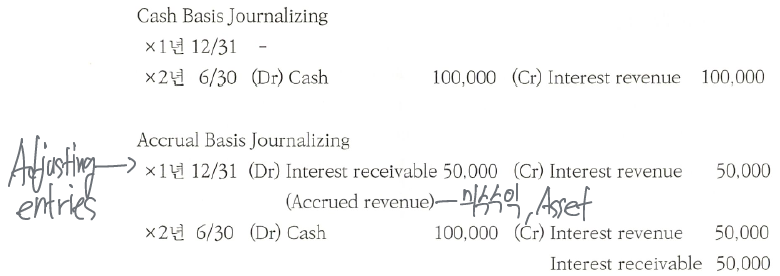 Cash Basis Journalizing
×1년 12/31 -
×2년 6/30 (Dr) Cash 100,000 (Cr) Interest revenue 100,000
Accrual Basis Journalizing
Adjusting entries → ×1년 12/31 (Dr) Interest receivable 50,000 (Cr) Interest revenue 50,000
(Accrued revenue) — 미수수익, Asset
×2년 6/30 (Dr) Cash 100,000 (Cr) Interest revenue 50,000
Interest receivable 50,000